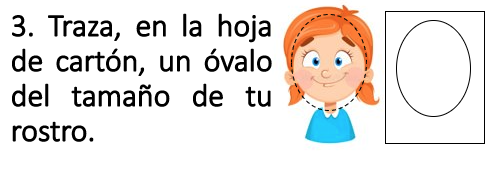 3. Traza, en la hoja
de cartón, un óvalo
del tamaño de tu
rostro.